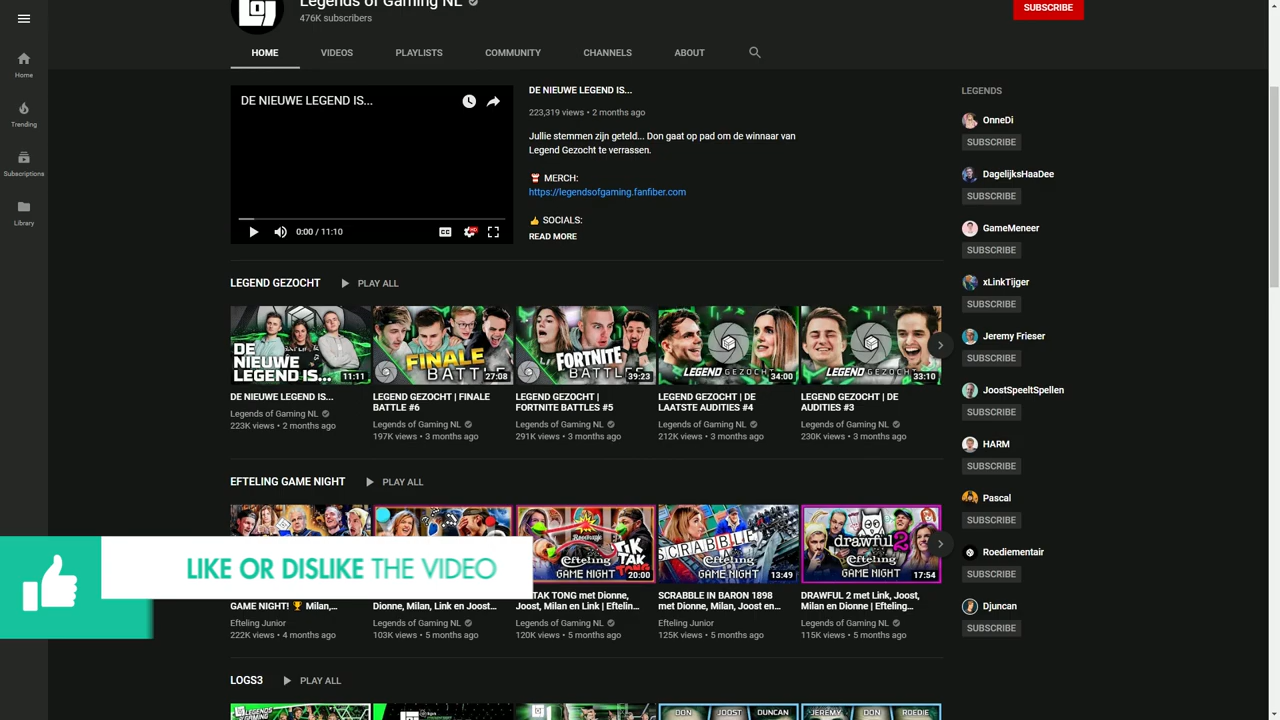 Legends of Gaming NL
476K subscribers
SUBSCRIBE
HOME
VIDEOS
PLAYLISTS
COMMUNITY
CHANNELS
ABOUT
Home
Trending
Subscriptions
Library
DE NIEUWE LEGEND IS...
0:00 / 11:10
DE NIEUWE LEGEND IS...
223,319 views • 2 months ago
Jullie stemmen zijn geteld... Don gaat op pad om de winnaar van
Legend Gezocht te verrassen.
MERCH:
https://legendsofgaming.fanfiber.com
SOCIALS:
READ MORE
LEGENDS
OnneDi
SUBSCRIBE
DagelijksHaaDee
SUBSCRIBE
GameMeneer
SUBSCRIBE
xLinkTijger
SUBSCRIBE
Jeremy Frieser
SUBSCRIBE
JoostSpeeltSpellen
SUBSCRIBE
HARM
SUBSCRIBE
Pascal
SUBSCRIBE
Roediementair
SUBSCRIBE
Djuncan
SUBSCRIBE
LEGEND GEZOCHT
PLAY ALL
DE
NIEUWE
LEGEND IS...
11:11
DE NIEUWE LEGEND IS...
Legends of Gaming NL
223K views • 2 months ago
FINALE
BATTLE
27:08
LEGEND GEZOCHT | FINALE
BATTLE #6
Legends of Gaming NL
197K views • 3 months ago
FORTNITE
BATTLES
39:23
LEGEND GEZOCHT |
FORTNITE BATTLES #5
Legends of Gaming NL
291K views • 3 months ago
LEGEND GEZOCHT
34:00
LEGEND GEZOCHT | DE
LAATSTE AUDITIES #4
Legends of Gaming NL
212K views • 3 months ago
LEGEND GEZOCHT
33:10
LEGEND GEZOCHT | DE
AUDITIES #3
Legends of Gaming NL
230K views • 3 months ago
EFTELING GAME NIGHT
PLAY ALL
LIKE OR DISLIKE THE VIDEO
GAME NIGHT! 🏆 Milan,...
Efteling Junior
222K views • 4 months ago
Dionne, Milan, Link en Joost...
Legends of Gaming NL
103K views • 5 months ago
TIK
TAK
TONG
Efteling
GAME NIGHT
20:00
TAK TONG met Dionne,
Joost, Milan en Link | Eftelin...
Legends of Gaming NL
120K views • 5 months ago
SCRABBLE
Efteling
GAME NIGHT
13:49
SCRABBLE IN BARON 1898
met Dionne, Milan, Joost en...
Efteling Junior
125K views • 5 months ago
drawful 2
Efteling
GAME NIGHT
17:54
DRAWFUL 2 met Link, Joost,
Milan en Dionne | Efteling...
Legends of Gaming NL
115K views • 5 months ago
LOGS3
PLAY ALL
LEGENDS
GAMING
DON
JOOST
DUNCAN
JEREMY
DON
ROEDIE